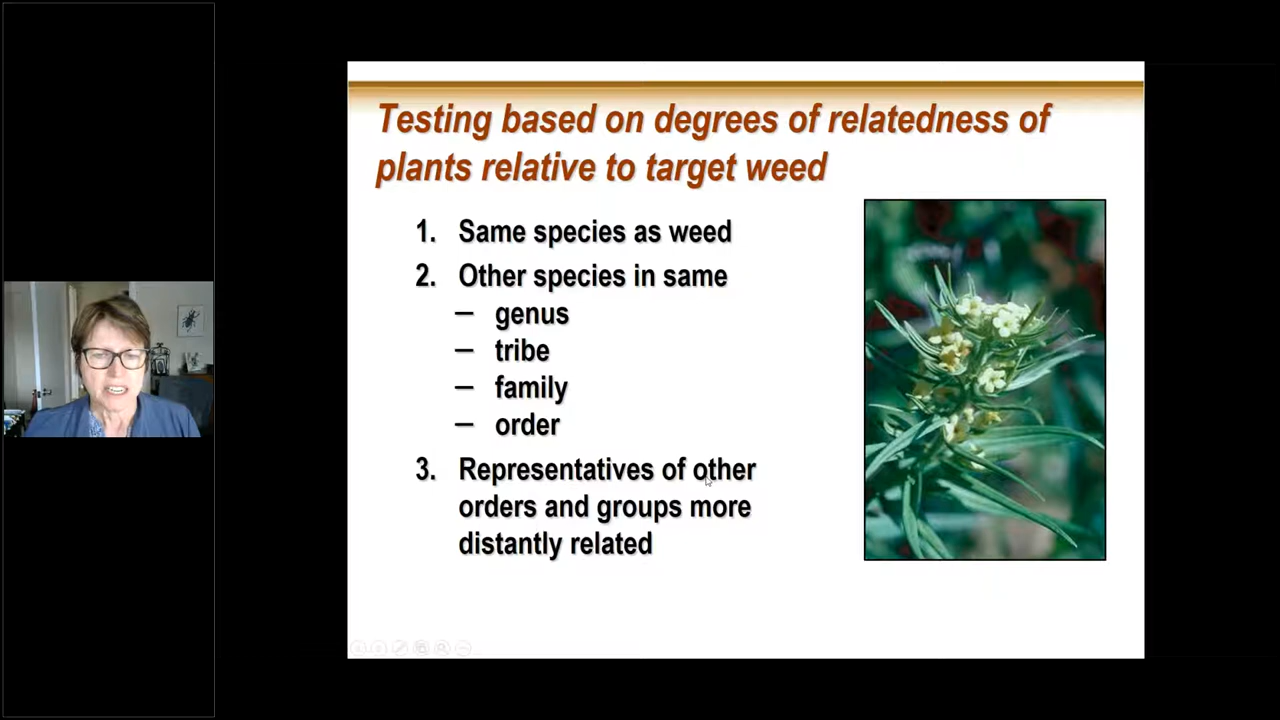 Testing based on degrees of relatedness of
plants relative to target weed
1. Same species as weed
2. Other species in same
– genus
– tribe
– family
– order
3. Representatives of other
orders and groups more
distantly related